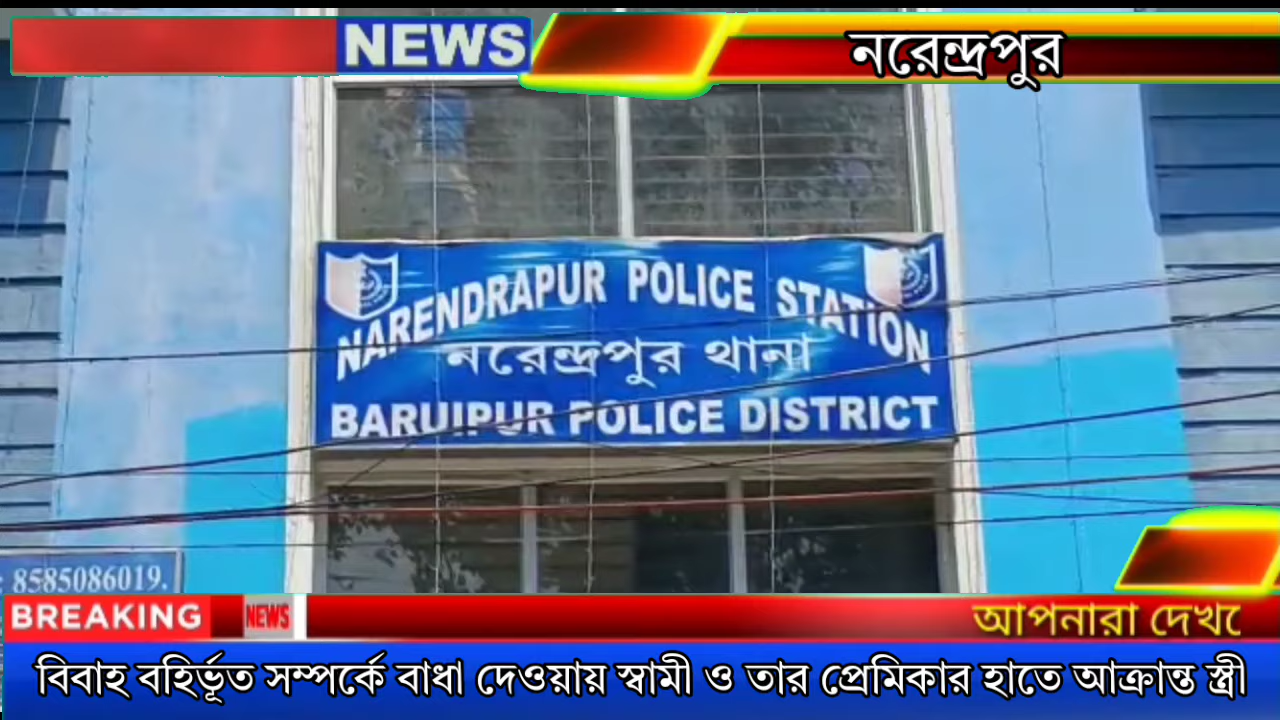 NEWS
নরেন্দ্রপুর
NARENDRAPUR POLICE STATION
নরেন্দ্রপুর থানা
BARUIPUR POLICE DISTRICT
: 8585086019.
BREAKING NEWS
আপনারা
বিবাহ বহির্ভূত সম্পর্কে বাধা দেওয়ায় স্বামী ও তার প্রেমিকার হাতে আক্রান্ত স্ত্রী